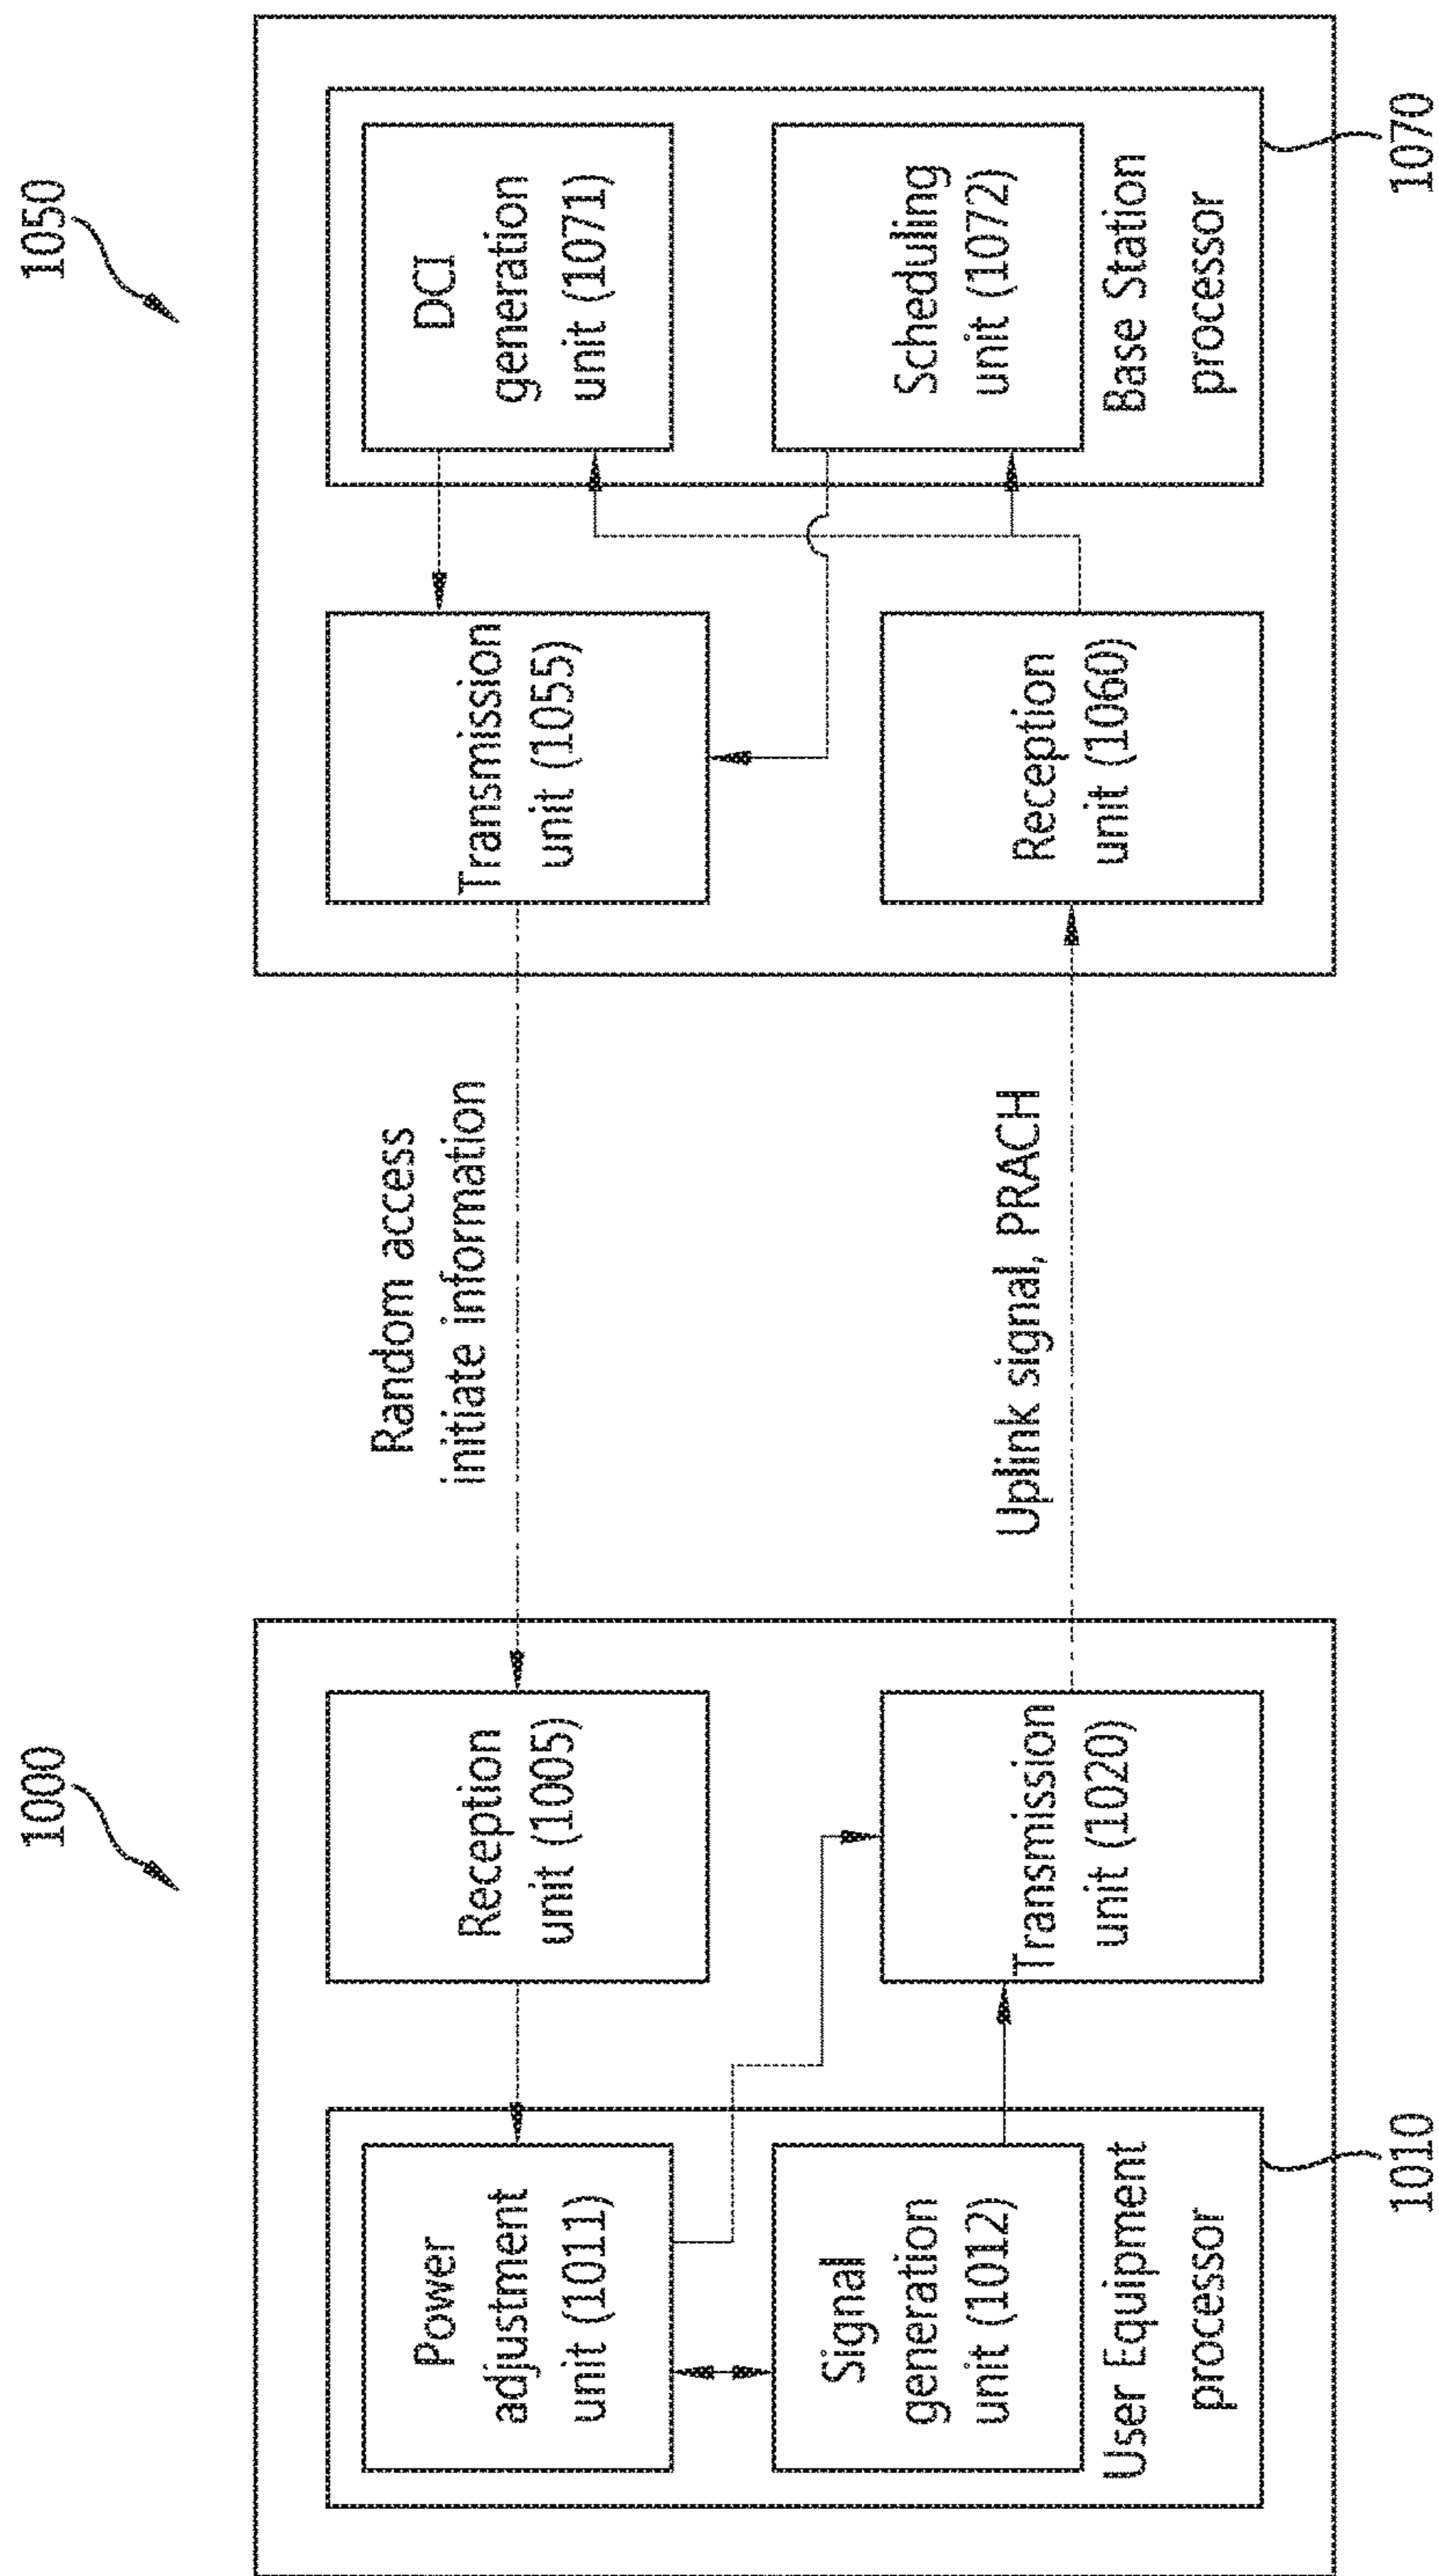 1000
1050
Power
adjustment
unit (1011)
Signal
generation
unit (1012)
User Equipment
processor
1010
Reception
unit (1005)
Transmission
unit (1020)
Random access
initiate information
Uplink signal, PRACH
Transmission
unit (1055)
Reception
unit (1060)
DCI
generation
unit (1071)
Scheduling
unit (1072)
Base Station
processor
1070